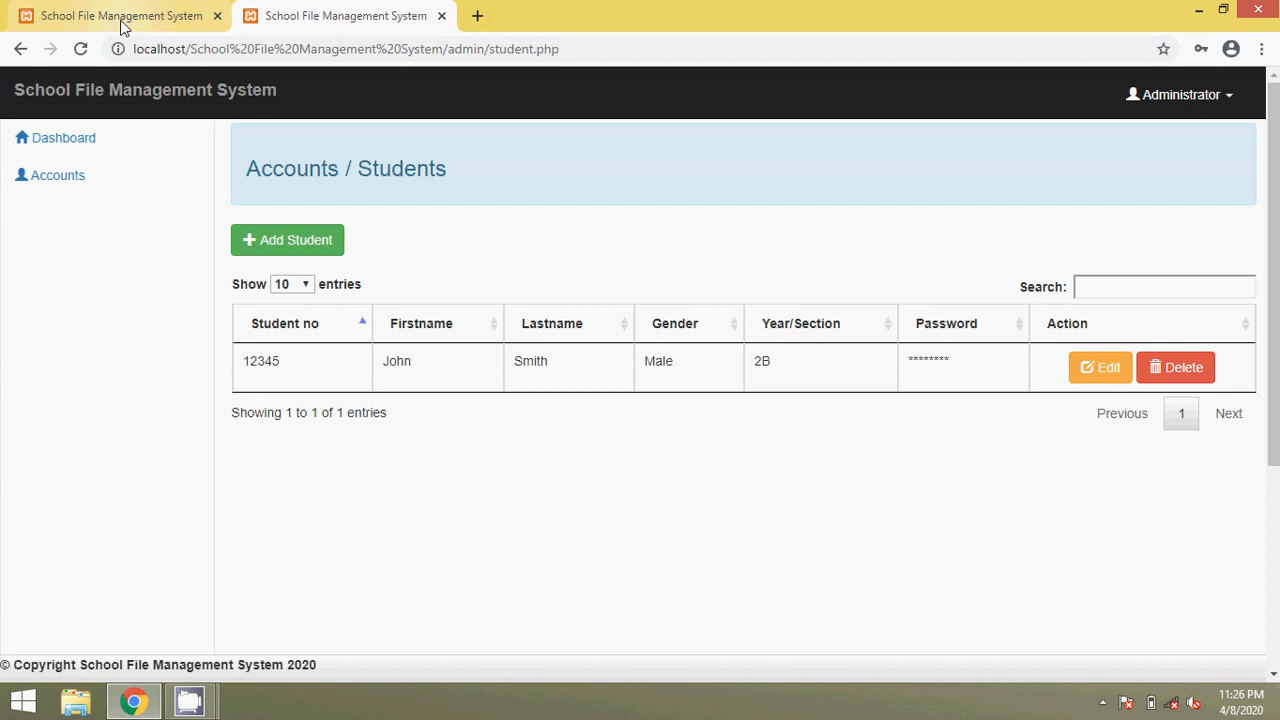 School File Management System
School File Management System
localhost/School%20File%20Management%20System/admin/student.php
School File Management System
Administrator
Dashboard
Accounts
Accounts / Students
Add Student
Show 10 entries
Search:
Student no Firstname Lastname Gender Year/Section Password Action
12345 John Smith Male 2B ******** Edit Delete
Showing 1 to 1 of 1 entries
Previous 1 Next
© Copyright School File Management System 2020
11:26 PM
4/8/2020